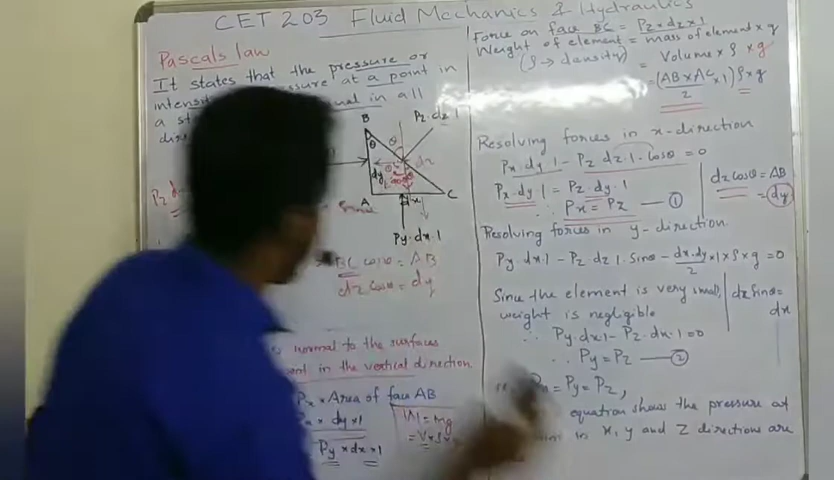 CET 203 Fluid Mechanics & Hydraulics
Pascals law
It states that the pressure or
intensity pressure at a point in
a st in all
B
θ
Pz·dz 1
θ
dy
A
C
dx
Py·dx·1
BC cosθ = AB
dz cosθ = dy
normal to the surfaces
in the vertical direction.
Px × Area of face AB
dy×1
Py × dx × 1
W = Mg
Force on face BC = Pz × dz × 1
Weight of element = mass of element × g
(ρ → density) = Volume × ρ × g
= (AB × AC × 1)/2 ρ × g
Resolving forces in x-direction
Px·dy 1 - Pz dz·1·cosθ = 0
Px·dy 1 = Pz·dy·1
∴ Px = Pz — ①
dz cosθ = AB
= dy
Resolving forces in y-direction.
Py·dx·1 - Pz dz 1·sinθ - dx·dy/2 × 1 × ρ × g = 0
Since the element is very small,
weight is negligible
dz sinθ =
dx
∴ Py·dx·1 - Pz·dx·1 = 0
∴ Py = Pz — ②
= Py = Pz,
equation shows the pressure at
in x, y and z directions are